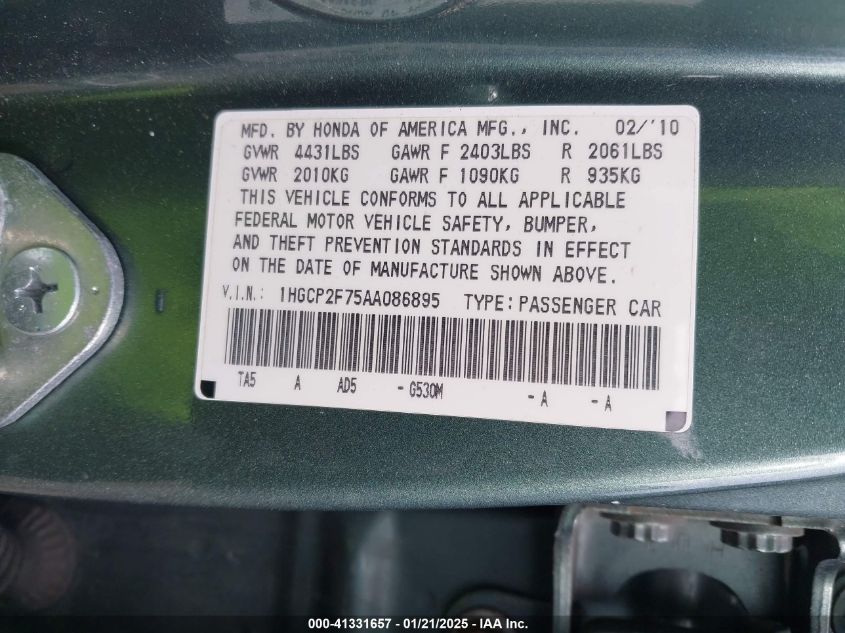 MFD. BY HONDA OF AMERICA MFG., INC. 02/'10
GVWR 4431LBS GAWR F 2403LBS R 2061LBS
GVWR 2010KG GAWR F 1090KG R 935KG
THIS VEHICLE CONFORMS TO ALL APPLICABLE
FEDERAL MOTOR VEHICLE SAFETY, BUMPER,
AND THEFT PREVENTION STANDARDS IN EFFECT
ON THE DATE OF MANUFACTURE SHOWN ABOVE.
V.I.N.: 1HGCP2F75AA086895 TYPE:PASSENGER CAR
TA5 A AD5 -G530M -A -A
000-41331657 / 01/21/2025 - IAA Inc.